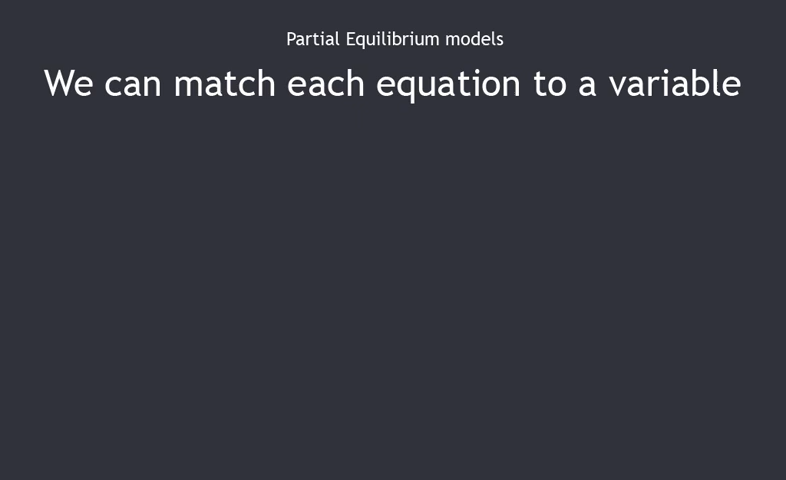 Partial Equilibrium models
We can match each equation to a variable